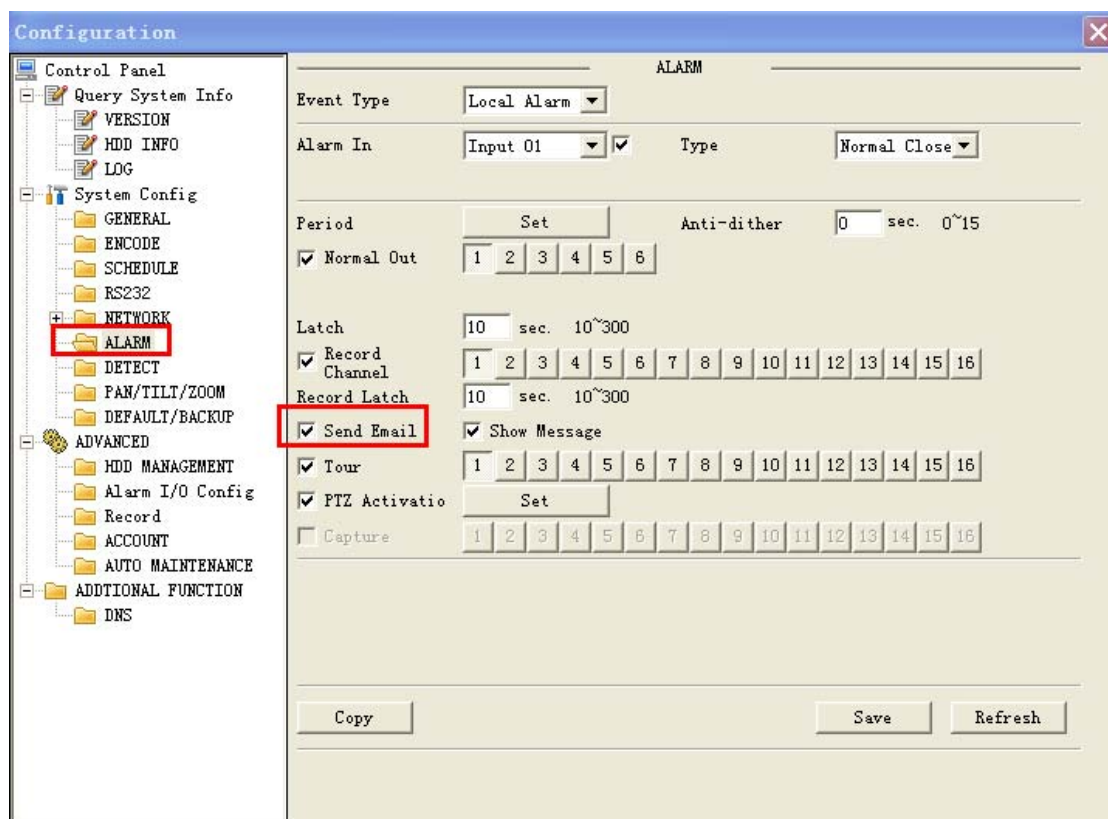 Configuration
Control Panel
Query System Info
VERSION
HDD INFO
LOG
System Config
GENERAL
ENCODE
SCHEDULE
RS232
NETWORK
ALARM
DETECT
PAN/TILT/ZOOM
DEFAULT/BACKUP
ADVANCED
HDD MANAGEMENT
Alarm I/O Config
Record
ACCOUNT
AUTO MAINTENANCE
ADDTIONAL FUNCTION
DNS
ALARM
Event Type Local Alarm
Alarm In Input 01 Type Normal Close
Period Set Anti-dither 0 sec. 0~15
Normal Out 1 2 3 4 5 6
Latch 10 sec. 10~300
Record
Channel 1 2 3 4 5 6 7 8 9 10 11 12 13 14 15 16
Record Latch 10 sec. 10~300
Send Email Show Message
Tour 1 2 3 4 5 6 7 8 9 10 11 12 13 14 15 16
PTZ Activatio Set
Capture 1 2 3 4 5 6 7 8 9 10 11 12 13 14 15 16
Copy Save Refresh